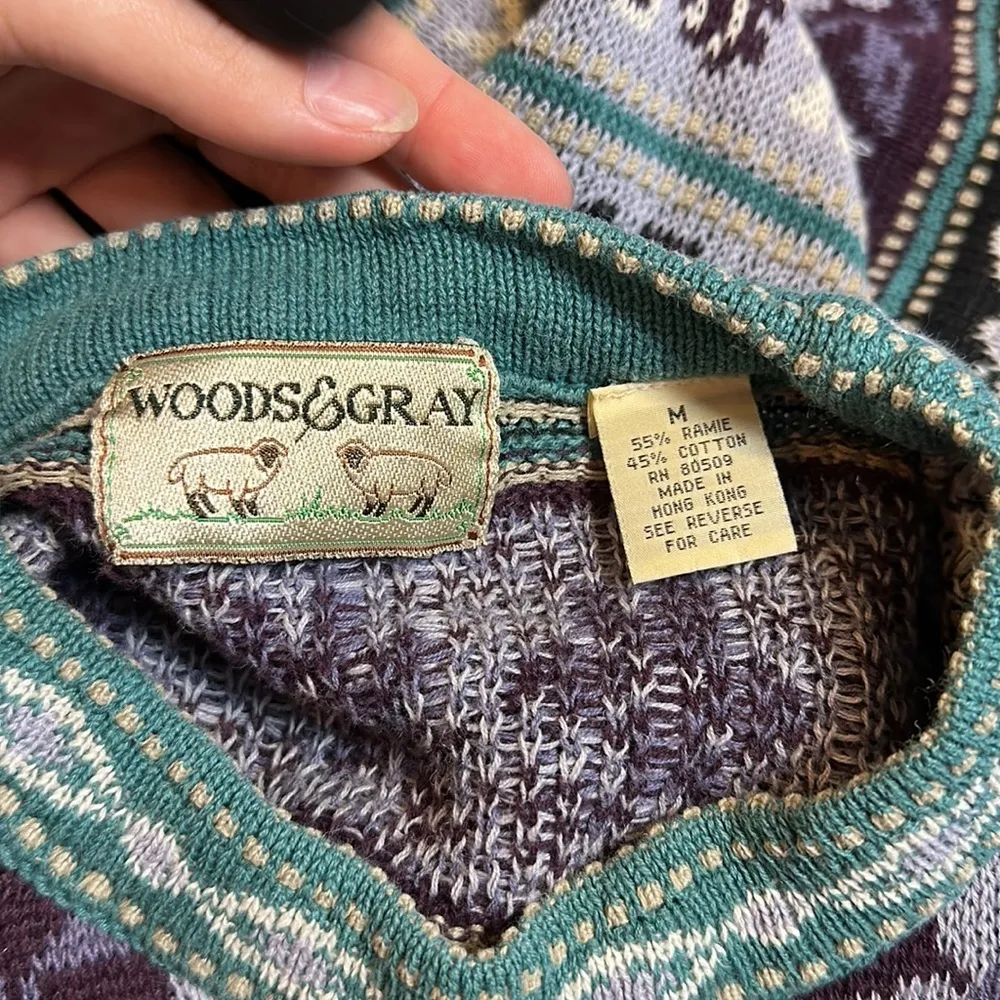 WOODS&GRAY
M
55% RAMIE
45% COTTON
RN 80509
MADE IN
HONG KONG
SEE REVERSE
FOR CARE